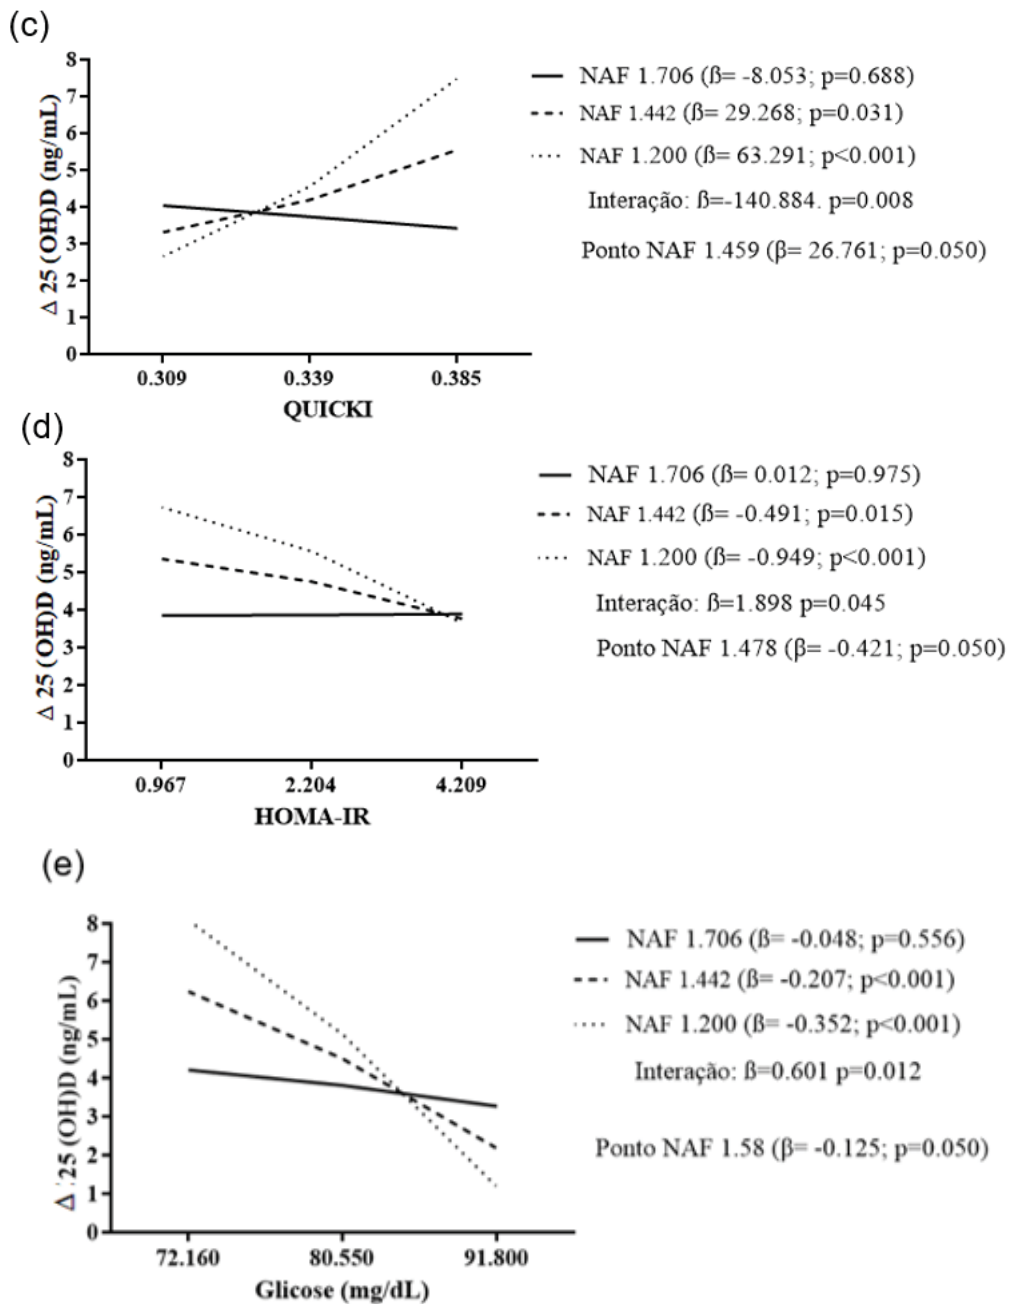 (c)
8
7
6
5
4
3
2
1
0
Δ 25 (OH)D (ng/mL)
0.309 0.339 0.385
QUICKI
NAF 1.706 (ß= -8.053; p=0.688)
NAF 1.442 (ß= 29.268; p=0.031)
NAF 1.200 (ß= 63.291; p<0.001)
Interação: ß=-140.884. p=0.008
Ponto NAF 1.459 (β= 26.761; p=0.050)
(d)
8
7
6
5
4
3
2
1
0
Δ 25 (OH)D (ng/mL)
0.967 2.204 4.209
HOMA-IR
NAF 1.706 (ß= 0.012; p=0.975)
NAF 1.442 (ß= -0.491; p=0.015)
NAF 1.200 (ß= -0.949; p<0.001)
Interação: ß=1.898 p=0.045
Ponto NAF 1.478 (β= -0.421; p=0.050)
(e)
8
7
6
5
4
3
2
1
0
Δ 25 (OH)D (ng/mL)
72.160 80.550 91.800
Glicose (mg/dL)
NAF 1.706 (ß= -0.048; p=0.556)
NAF 1.442 (ß= -0.207; p<0.001)
NAF 1.200 (ß= -0.352; p<0.001)
Interação: ß=0.601 p=0.012
Ponto NAF 1.58 (β= -0.125; p=0.050)